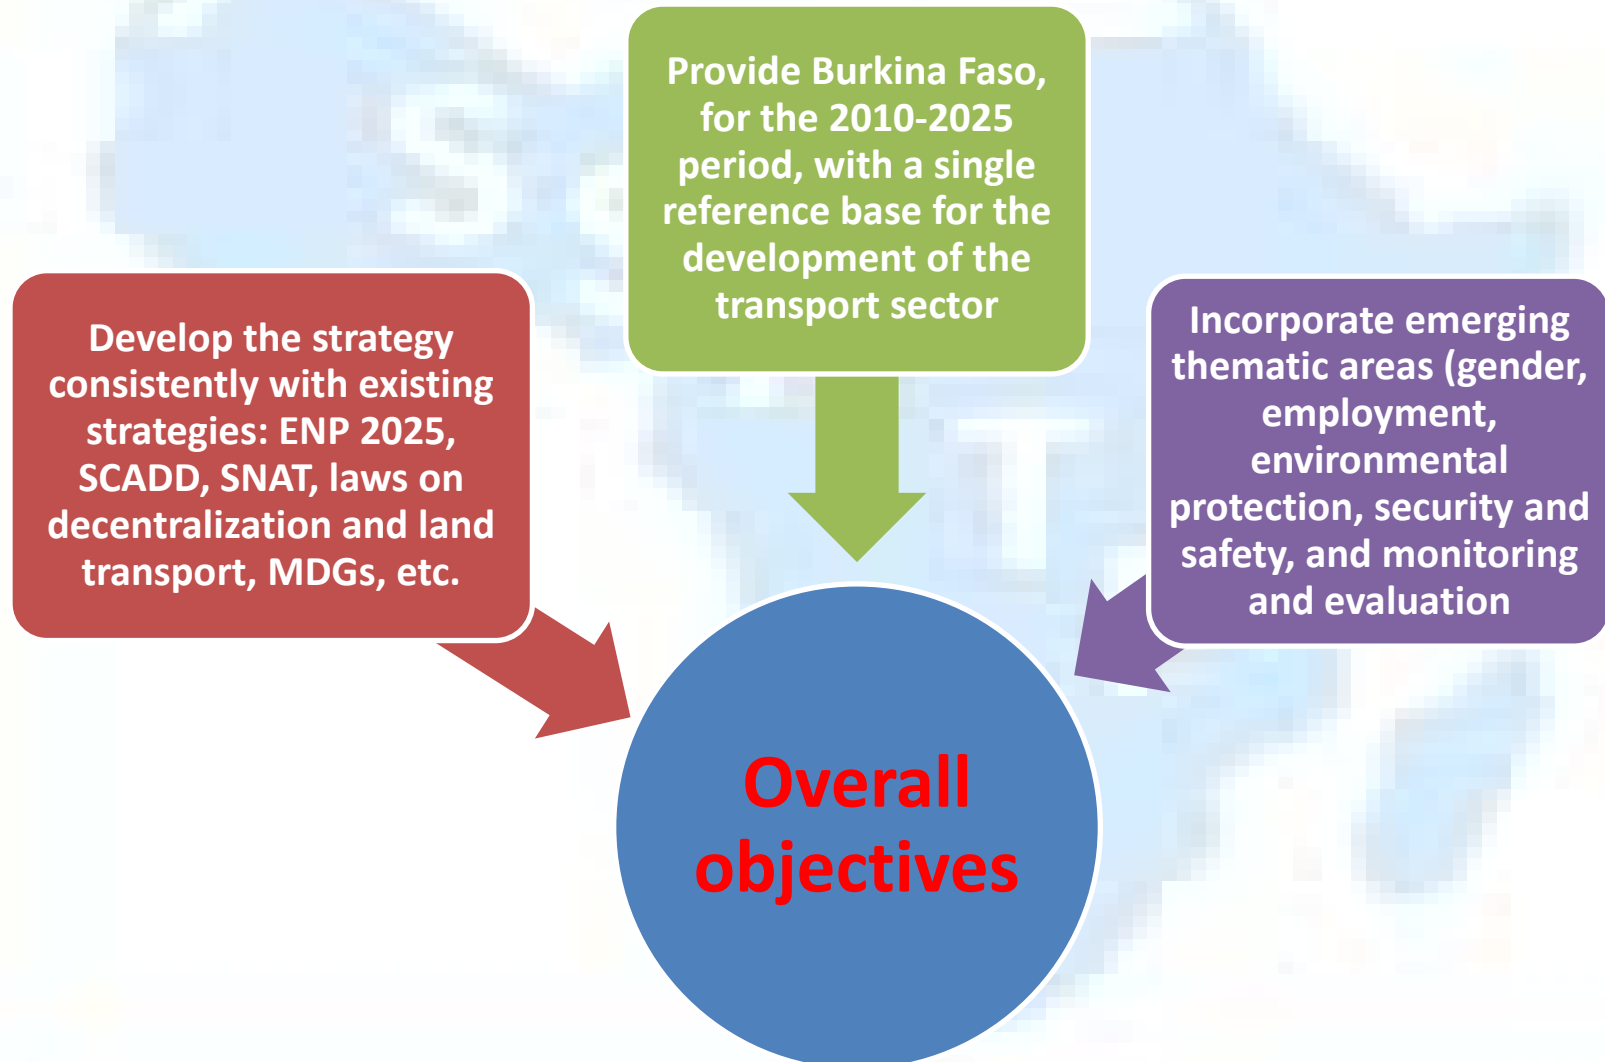 Provide Burkina Faso,
for the 2010-2025
period, with a single
reference base for the
development of the
transport sector
Develop the strategy
consistently with existing
strategies: ENP 2025,
SCADD, SNAT, laws on
decentralization and land
transport, MDGs, etc.
Incorporate emerging
thematic areas (gender,
employment,
environmental
protection, security and
safety, and monitoring
and evaluation
Overall
objectives